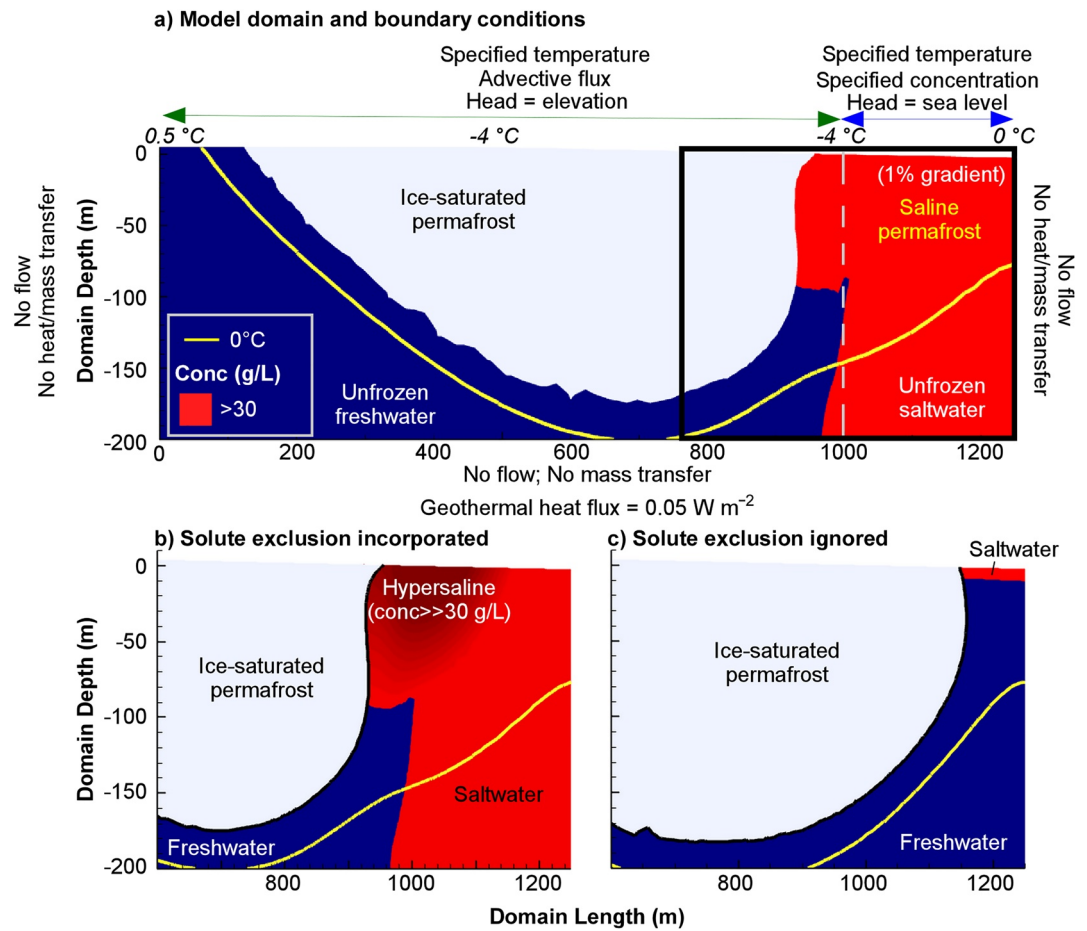 a) Model domain and boundary conditions
Specified temperature
Advective flux
Head = elevation
Specified temperature
Specified concentration
Head = sea level
0.5 °C
-4 °C
-4 °C
0 °C
No flow
No heat/mass transfer
Domain Depth (m)
0
-50
-100
-150
-200
Ice-saturated
permafrost
(1% gradient)
Saline
permafrost
No flow
No heat/mass transfer
0°C
Conc (g/L)
>30
Unfrozen
freshwater
Unfrozen
saltwater
0
200
400
600
800
1000
1200
No flow; No mass transfer
Geothermal heat flux = 0.05 W m⁻²
b) Solute exclusion incorporated
Domain Depth (m)
0
-50
-100
-150
-200
Hypersaline
(conc>>30 g/L)
Ice-saturated
permafrost
Saltwater
Freshwater
800
1000
1200
c) Solute exclusion ignored
Saltwater
0
-50
-100
-150
-200
Ice-saturated
permafrost
Freshwater
800
1000
1200
Domain Length (m)